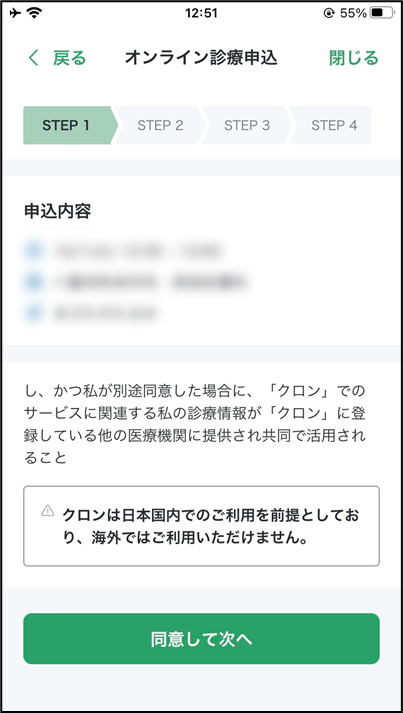 12:51
55%
戻る
オンライン診療申込
閉じる
STEP 1
STEP 2
STEP 3
STEP 4
申込内容
し、かつ私が別途同意した場合に、「クロン」での
サービスに関連する私の診療情報が「クロン」に登
録している他の医療機関に提供され共同で活用され
ること
クロンは日本国内でのご利用を前提としてお
り、海外ではご利用いただけません。
同意して次へ